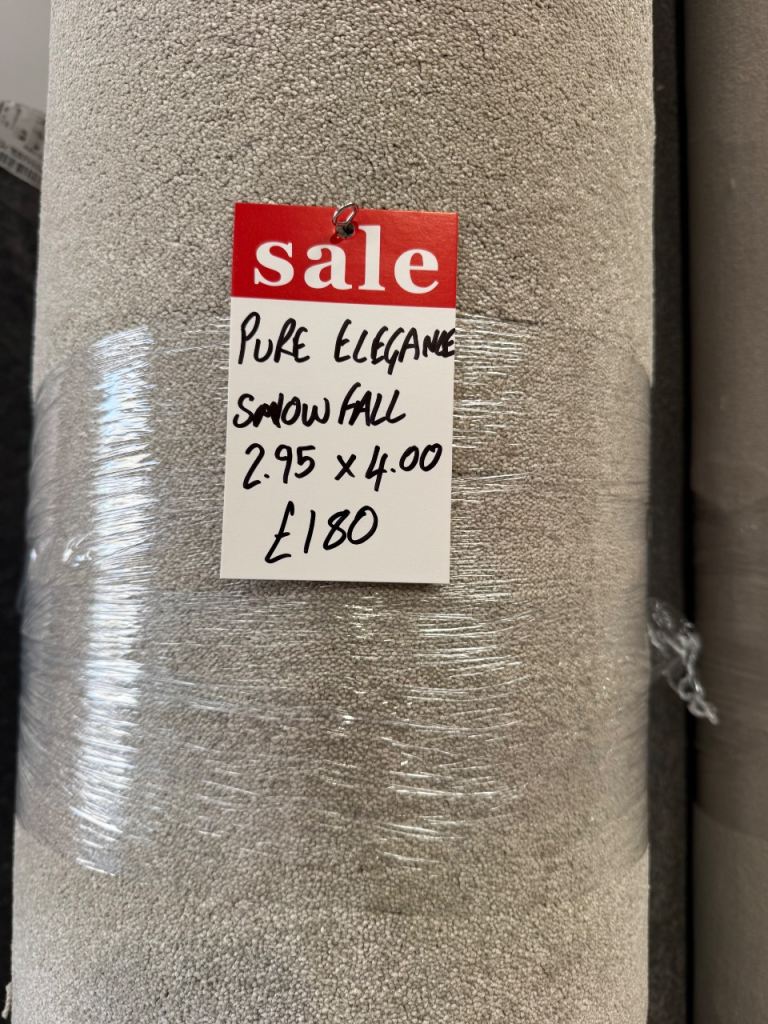 sale
PURE ELEGANCE
SNOWFALL
2.95 x 4.00
£180